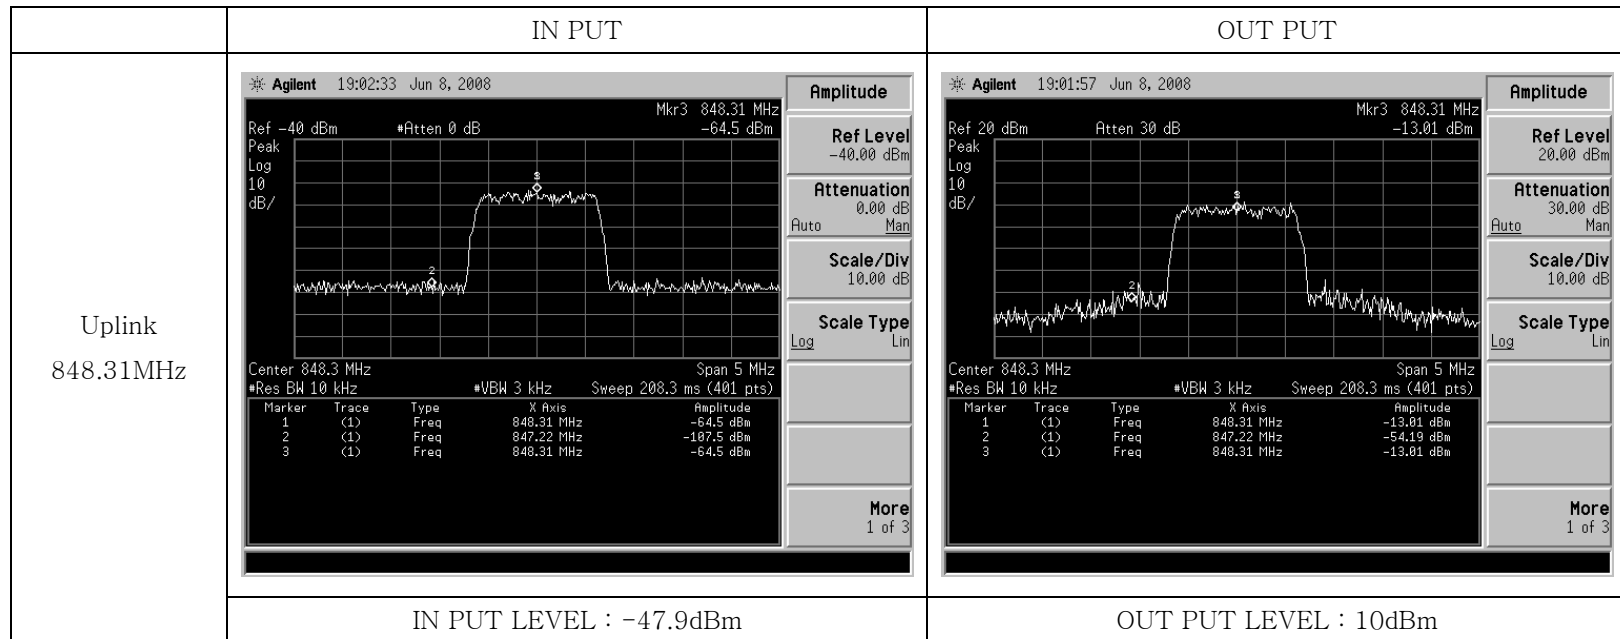 IN PUT
OUT PUT
Uplink
848.31MHz
Agilent 19:02:33 Jun 8, 2008
Mkr3 848.31 MHz
Ref -40 dBm #Atten 0 dB -64.5 dBm
Peak
Log
10
dB/
3
2
Center 848.3 MHz Span 5 MHz
#Res BW 10 kHz #VBW 3 kHz Sweep 208.3 ms (401 pts)
Marker Trace Type X Axis Amplitude
1 (1) Freq 848.31 MHz -64.5 dBm
2 (1) Freq 847.22 MHz -107.5 dBm
3 (1) Freq 848.31 MHz -64.5 dBm
Amplitude
Ref Level
-40.00 dBm
Attenuation
0.00 dB
Auto Man
Scale/Div
10.00 dB
Scale Type
Log Lin
More
1 of 3
Agilent 19:01:57 Jun 8, 2008
Mkr3 848.31 MHz
Ref 20 dBm Atten 30 dB -13.01 dBm
Peak
Log
10
dB/
3
2
Center 848.3 MHz Span 5 MHz
#Res BW 10 kHz #VBW 3 kHz Sweep 208.3 ms (401 pts)
Marker Trace Type X Axis Amplitude
1 (1) Freq 848.31 MHz -13.01 dBm
2 (1) Freq 847.22 MHz -54.19 dBm
3 (1) Freq 848.31 MHz -13.01 dBm
Amplitude
Ref Level
20.00 dBm
Attenuation
30.00 dB
Auto Man
Scale/Div
10.00 dB
Scale Type
Log Lin
More
1 of 3
IN PUT LEVEL : -47.9dBm
OUT PUT LEVEL : 10dBm